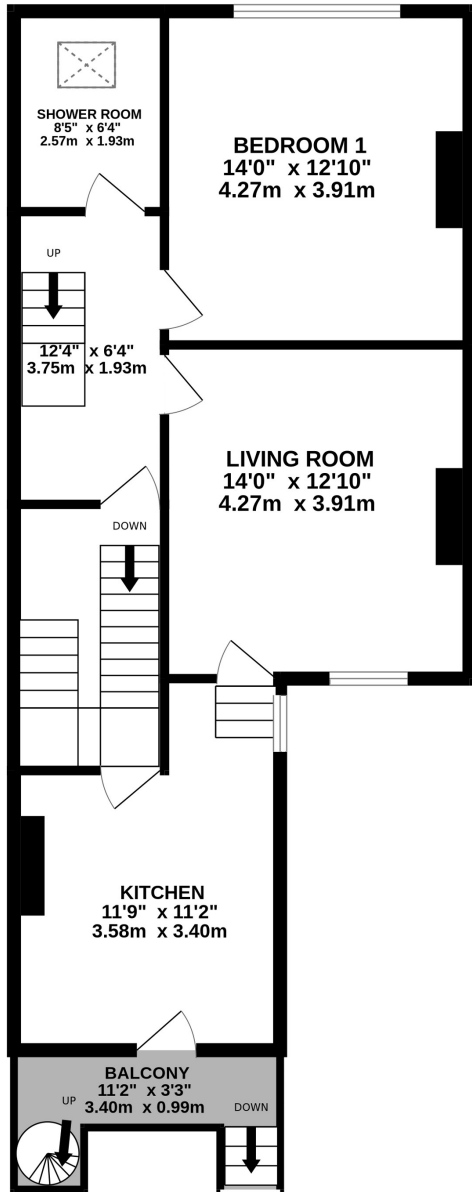 SHOWER ROOM
8'5" x 6'4"
2.57m x 1.93m
BEDROOM 1
14'0" x 12'10"
4.27m x 3.91m
UP
12'4" x 6'4"
3.75m x 1.93m
LIVING ROOM
14'0" x 12'10"
4.27m x 3.91m
DOWN
KITCHEN
11'9" x 11'2"
3.58m x 3.40m
BALCONY
11'2" x 3'3"
3.40m x 0.99m
UP
DOWN